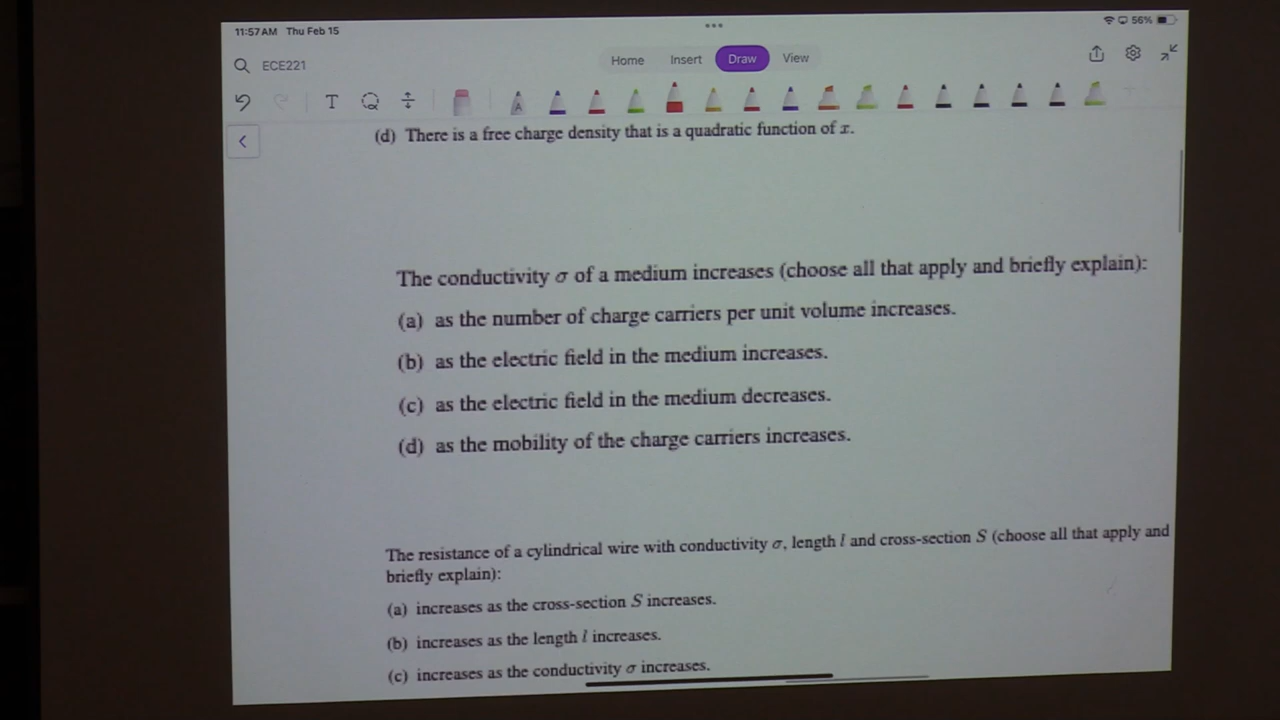 11:57 AM Thu Feb 15
56%
ECE221
Home Insert Draw View
T
A
(d) There is a free charge density that is a quadratic function of x.
The conductivity σ of a medium increases (choose all that apply and briefly explain):
(a) as the number of charge carriers per unit volume increases.
(b) as the electric field in the medium increases.
(c) as the electric field in the medium decreases.
(d) as the mobility of the charge carriers increases.
The resistance of a cylindrical wire with conductivity σ, length l and cross-section S (choose all that apply and
briefly explain):
(a) increases as the cross-section S increases.
(b) increases as the length l increases.
(c) increases as the conductivity σ increases.